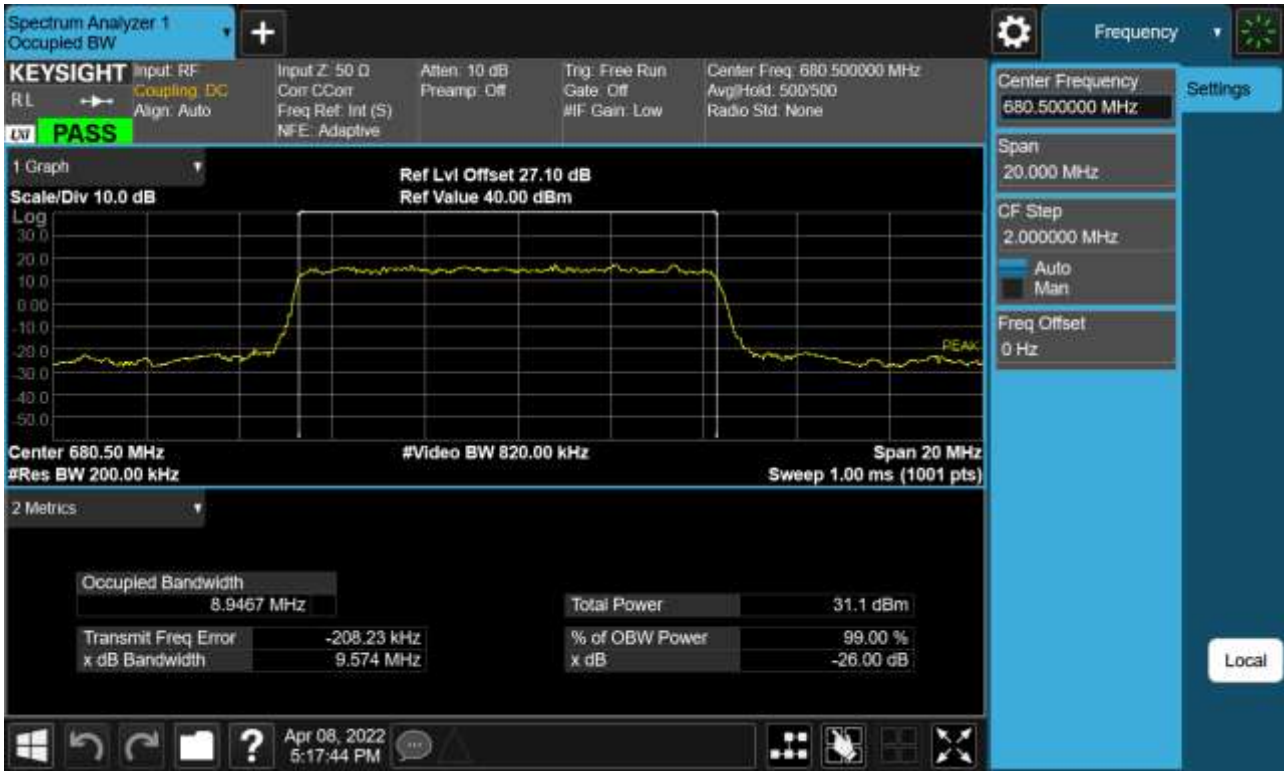 Spectrum Analyzer 1
Occupied BW
+
Frequency
KEYSIGHT
RL
LXI
PASS
Input: RF
Coupling: DC
Align: Auto
Input Z: 50 Ω
Corr CCorr
Freq Ref: Int (S)
NFE: Adaptive
Atten: 10 dB
Preamp: Off
Trig: Free Run
Gate: Off
#IF Gain: Low
Center Freq: 680.500000 MHz
Avg|Hold: 500/500
Radio Std: None
Center Frequency
680.500000 MHz
Settings
Span
20.000 MHz
CF Step
2.000000 MHz
Auto
Man
Freq Offset
0 Hz
Local
1 Graph
Scale/Div 10.0 dB
Ref Lvl Offset 27.10 dB
Ref Value 40.00 dBm
Log
30.0
20.0
10.0
0.00
-10.0
-20.0
-30.0
-40.0
-50.0
PEAK
Center 680.50 MHz
#Video BW 820.00 kHz
Span 20 MHz
#Res BW 200.00 kHz
Sweep 1.00 ms (1001 pts)
2 Metrics
Occupied Bandwidth
8.9467 MHz
Total Power 31.1 dBm
Transmit Freq Error -208.23 kHz
% of OBW Power 99.00 %
x dB Bandwidth 9.574 MHz
x dB -26.00 dB
?
Apr 08, 2022
5:17:44 PM